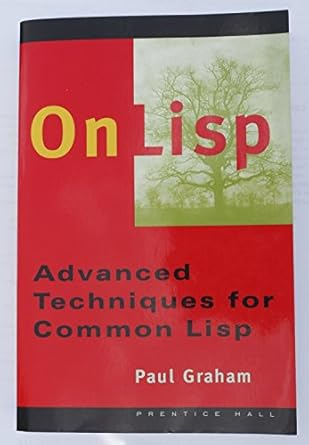 On Lisp
Advanced
Techniques for
Common Lisp
Paul Graham
PRENTICE HALL